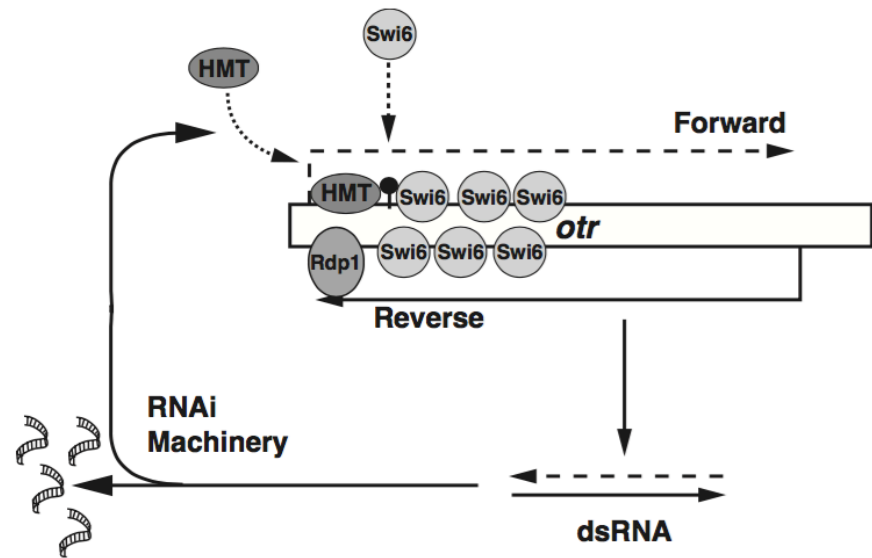 Swi6
HMT
Forward
HMT
Swi6
Swi6
Swi6
otr
Rdp1
Swi6
Swi6
Swi6
Reverse
RNAi
Machinery
dsRNA